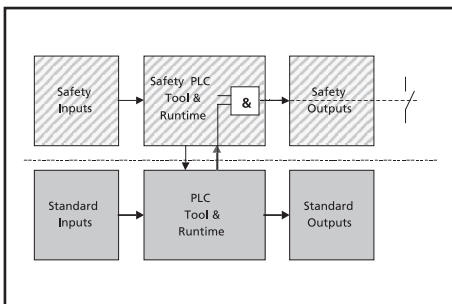 Safety
Inputs
Safety PLC
Tool &
Runtime
&
Safety
Outputs
Standard
Inputs
PLC
Tool &
Runtime
Standard
Outputs